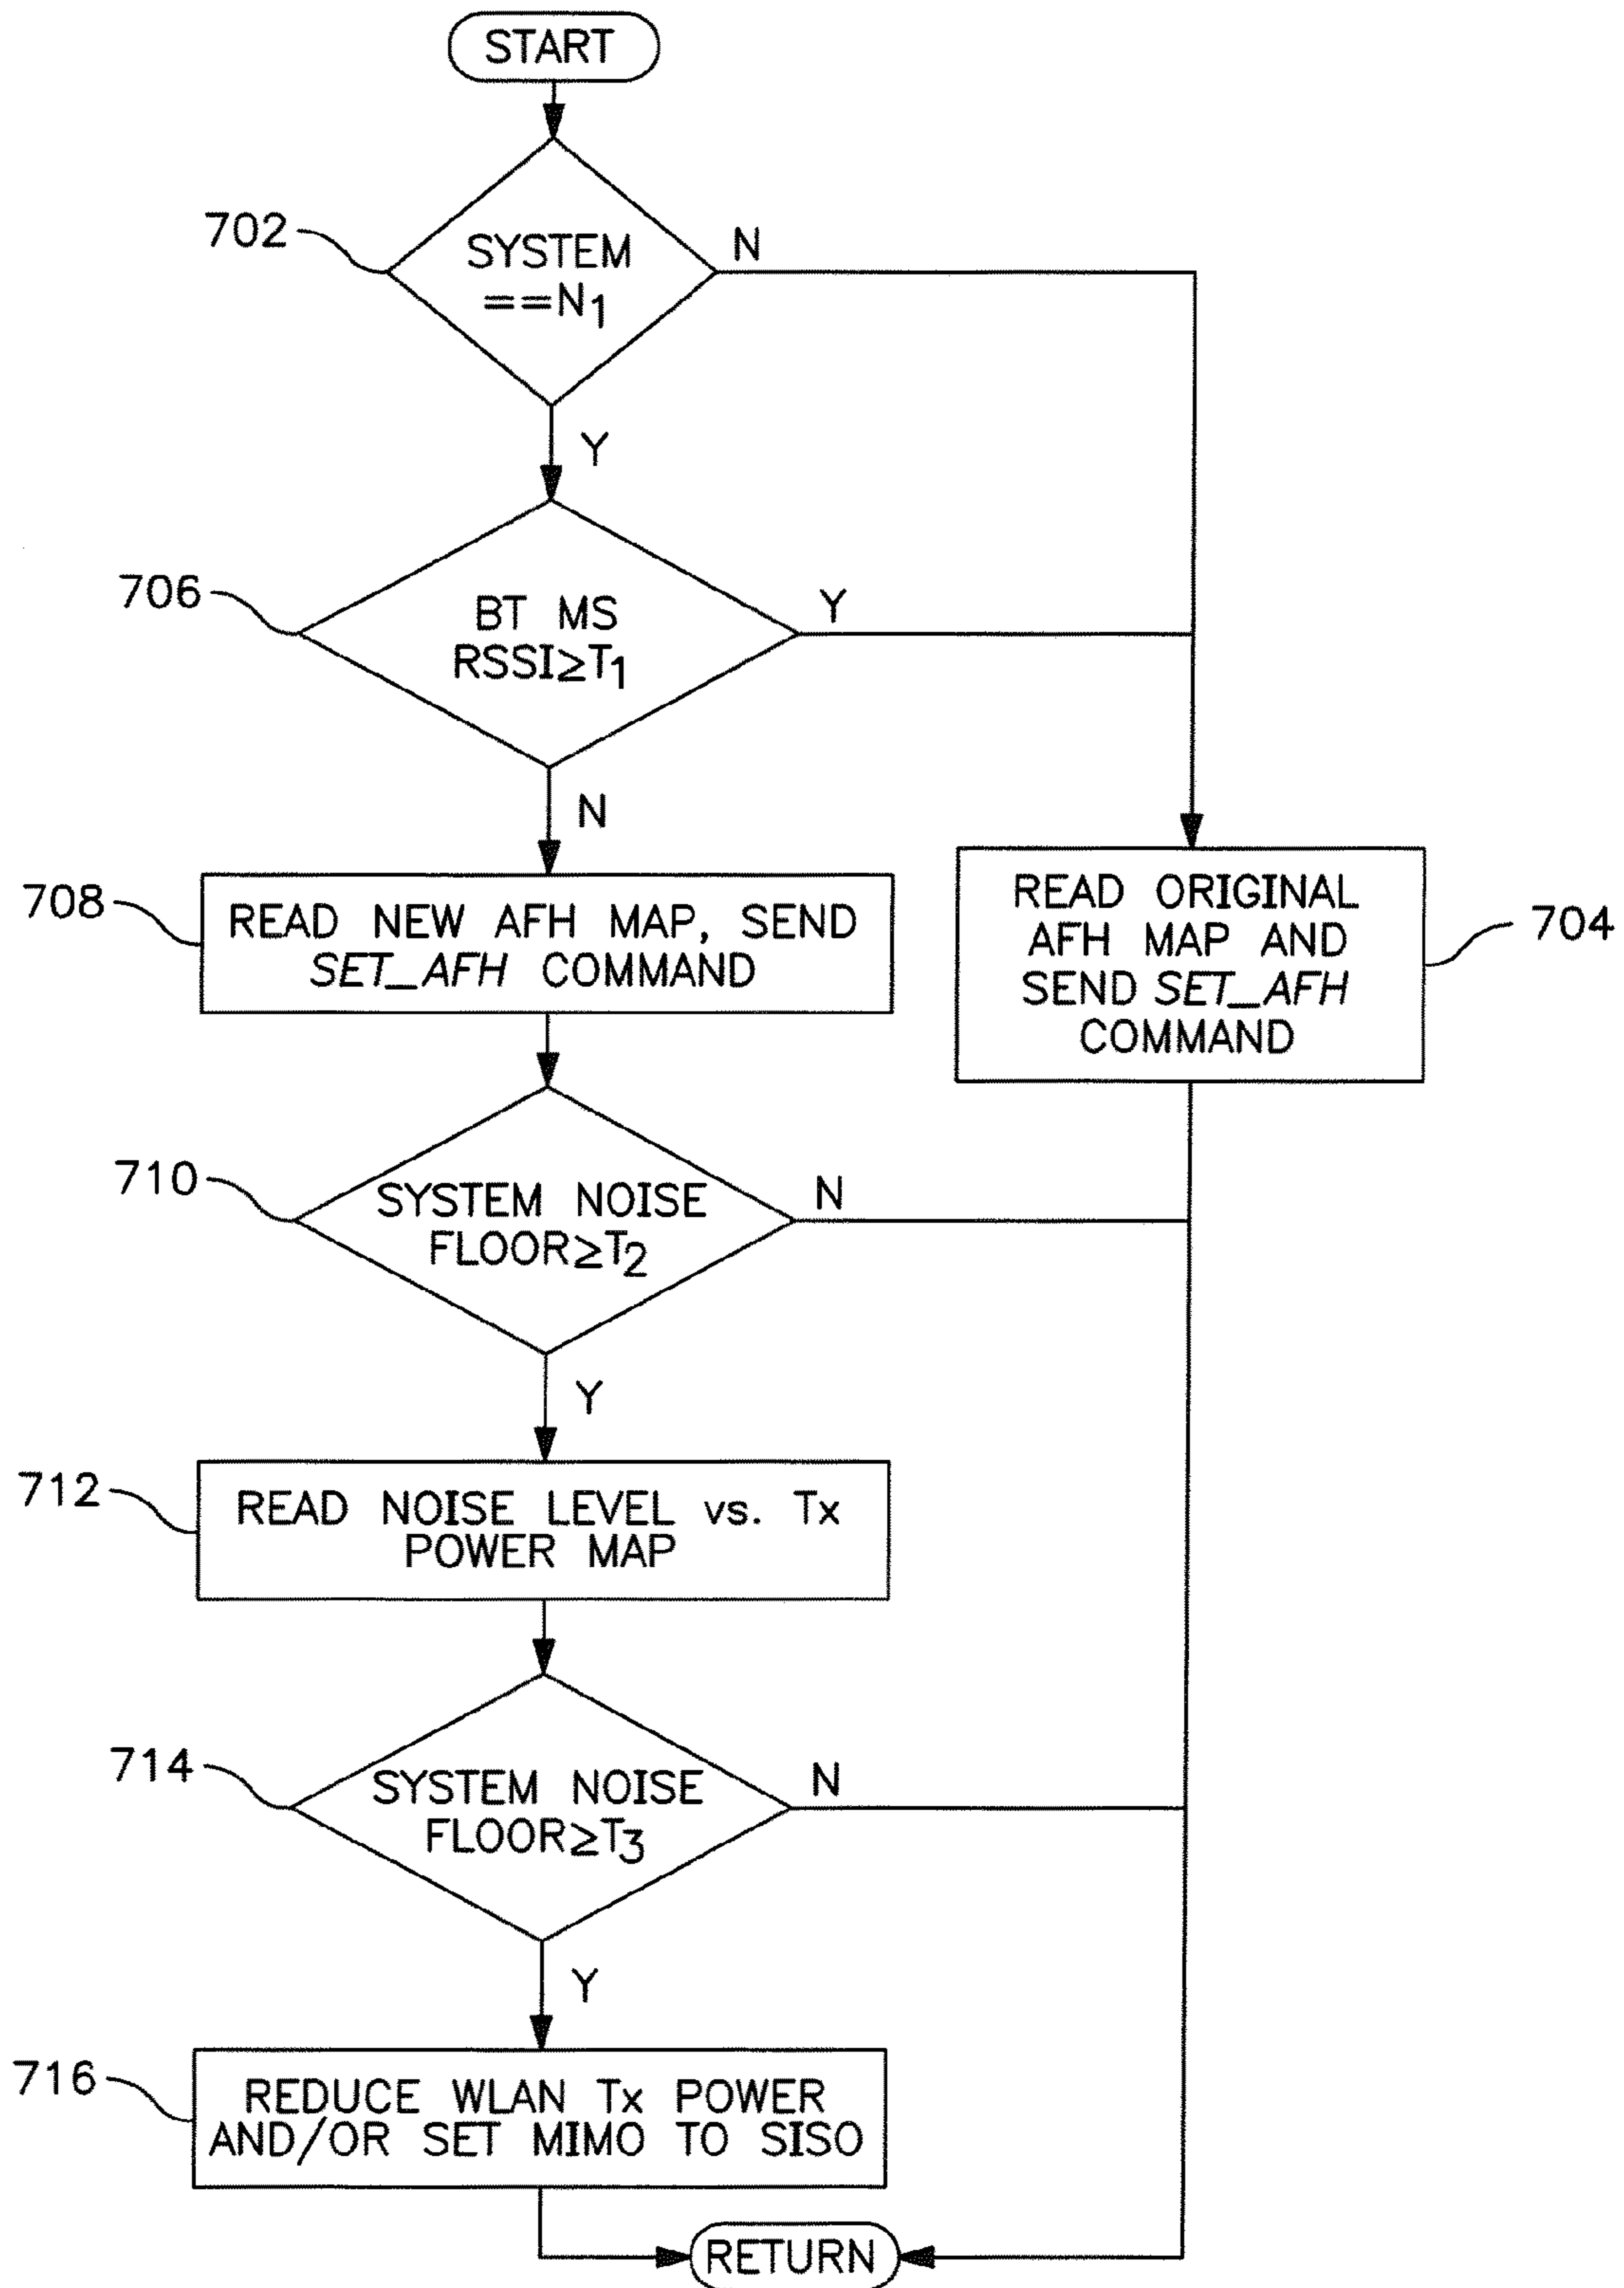 START
702
SYSTEM
==N1
N
Y
706
BT MS
RSSI≥T1
Y
N
708
READ NEW AFH MAP, SEND
SET_AFH COMMAND
READ ORIGINAL
AFH MAP AND
SEND SET_AFH
COMMAND
704
710
SYSTEM NOISE
FLOOR≥T2
N
Y
712
READ NOISE LEVEL vs. Tx
POWER MAP
714
SYSTEM NOISE
FLOOR≥T3
N
Y
716
REDUCE WLAN Tx POWER
AND/OR SET MIMO TO SISO
RETURN